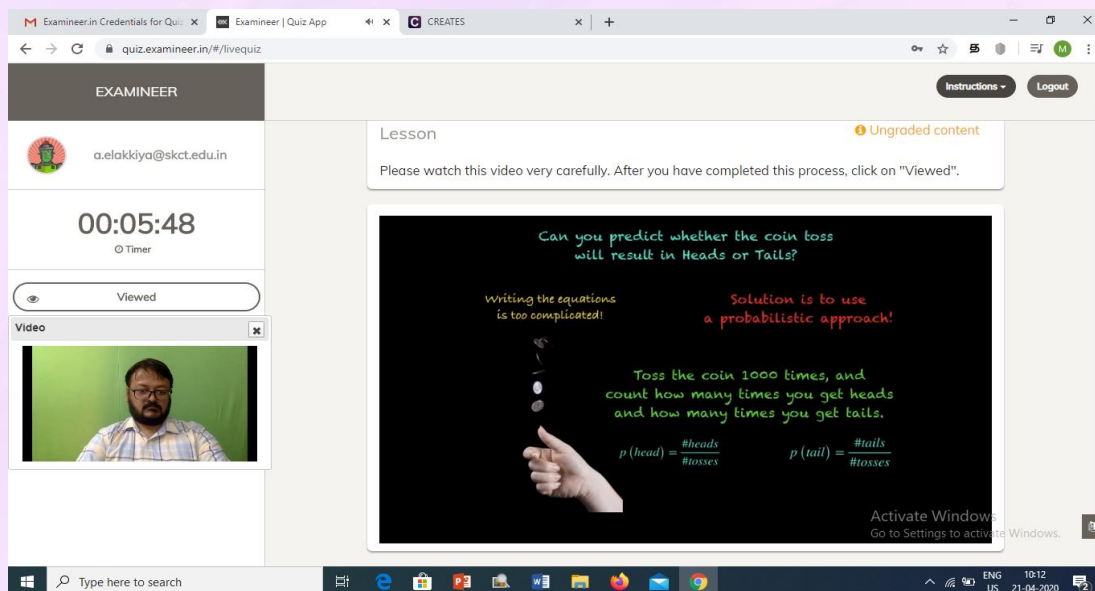 Examineer.in Credentials for Qui
Examineer | Quiz App
CREATES
quiz.examineer.in/#/livequiz
M
EXAMINEER
Instructions
Logout
a.elakkiya@skct.edu.in
Lesson
Ungraded content
Please watch this video very carefully. After you have completed this process, click on "Viewed".
00:05:48
Timer
Viewed
Video
Can you predict whether the coin toss
will result in Heads or Tails?
Writing the equations
is too complicated!
Solution is to use
a probabilistic approach!
Toss the coin 1000 times, and
count how many times you get heads
and how many times you get tails.
p (head) = #heads / #tosses
p (tail) = #tails / #tosses
Activate Windows
Go to Settings to activate Windows.
Type here to search
ENG
US
10:12
21-04-2020
2